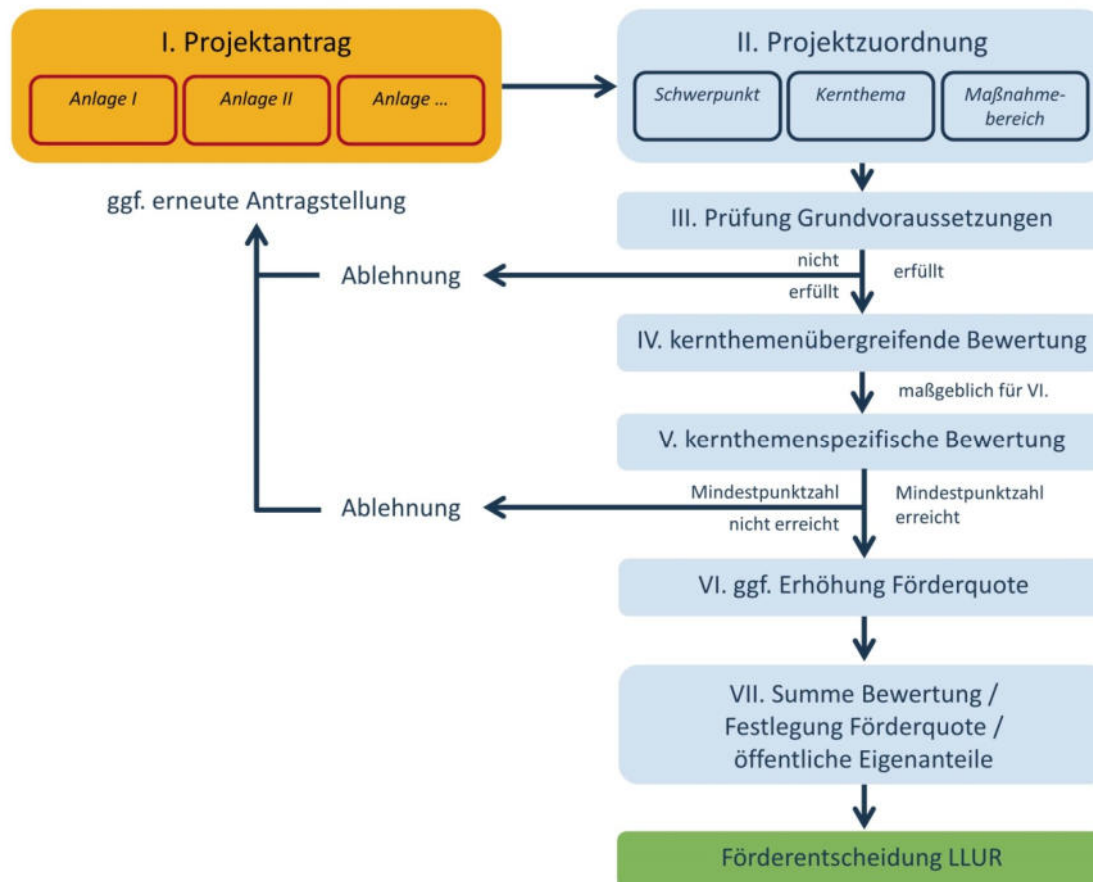 I. Projektantrag
Anlage I
Anlage II
Anlage ...
II. Projektzuordnung
Schwerpunkt
Kernthema
Maßnahme-
bereich
ggf. erneute Antragstellung
III. Prüfung Grundvoraussetzungen
nicht
erfüllt
erfüllt
Ablehnung
IV. kernthemenübergreifende Bewertung
maßgeblich für VI.
V. kernthemenspezifische Bewertung
Mindestpunktzahl
nicht erreicht
Mindestpunktzahl
erreicht
Ablehnung
VI. ggf. Erhöhung Förderquote
VII. Summe Bewertung /
Festlegung Förderquote /
öffentliche Eigenanteile
Förderentscheidung LLUR